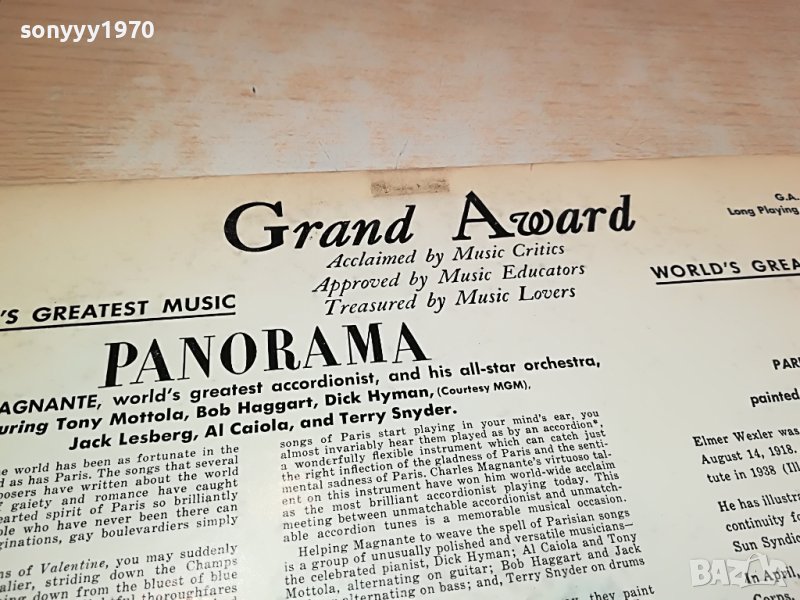 sonyyy1970
Grand Award
Acclaimed by Music Critics
Approved by Music Educators
Treasured by Music Lovers
G.A.
Long Playing
'S GREATEST MUSIC
WORLD'S GREA
PANORAMA
AGNANTE, world's greatest accordionist, and his all-star orchestra,
uring Tony Mottola, Bob Haggart, Dick Hyman, (Courtesy MGM),
Jack Lesberg, Al Caiola, and Terry Snyder.
e world has been as fortunate in the
d as has Paris. The songs that several
posers have written about the world
f gaiety and romance have caught
hearted spirit of Paris so brilliantly
ple who have never been there can
ginations, gay boulevardiers simply
ns of Valentine, you may suddenly
alier, striding down the Champs
down from the bluest of blue
thoroughfares
songs of Paris start playing in your mind's ear, you
almost invariably hear them played as by an accordion*,
a wonderfully flexible instrument which can catch just
the right inflection of the gladness of Paris and the senti-
mental sadness of Paris. Charles Magnante's virtuoso tal-
ent on this instrument have won him world-wide acclaim
as the most brilliant accordionist playing today. This
meeting between unmatchable accordionist and unmatch-
able accordion tunes is a memorable musical occasion.
Helping Magnante to weave the spell of Parisian songs
is a group of unusually polished and versatile musicians—
the celebrated pianist, Dick Hyman; Al Caiola and Tony
Mottola, alternating on guitar; Bob Haggart and Jack
alternating on bass; and, Terry Snyder on drums
they paint
PAR
painted
Elmer Wexler was
August 14, 1918.
tute in 1938 (Ill
He has illustra
continuity fo
Sun Syndic
In April,
Corps,
Bazar